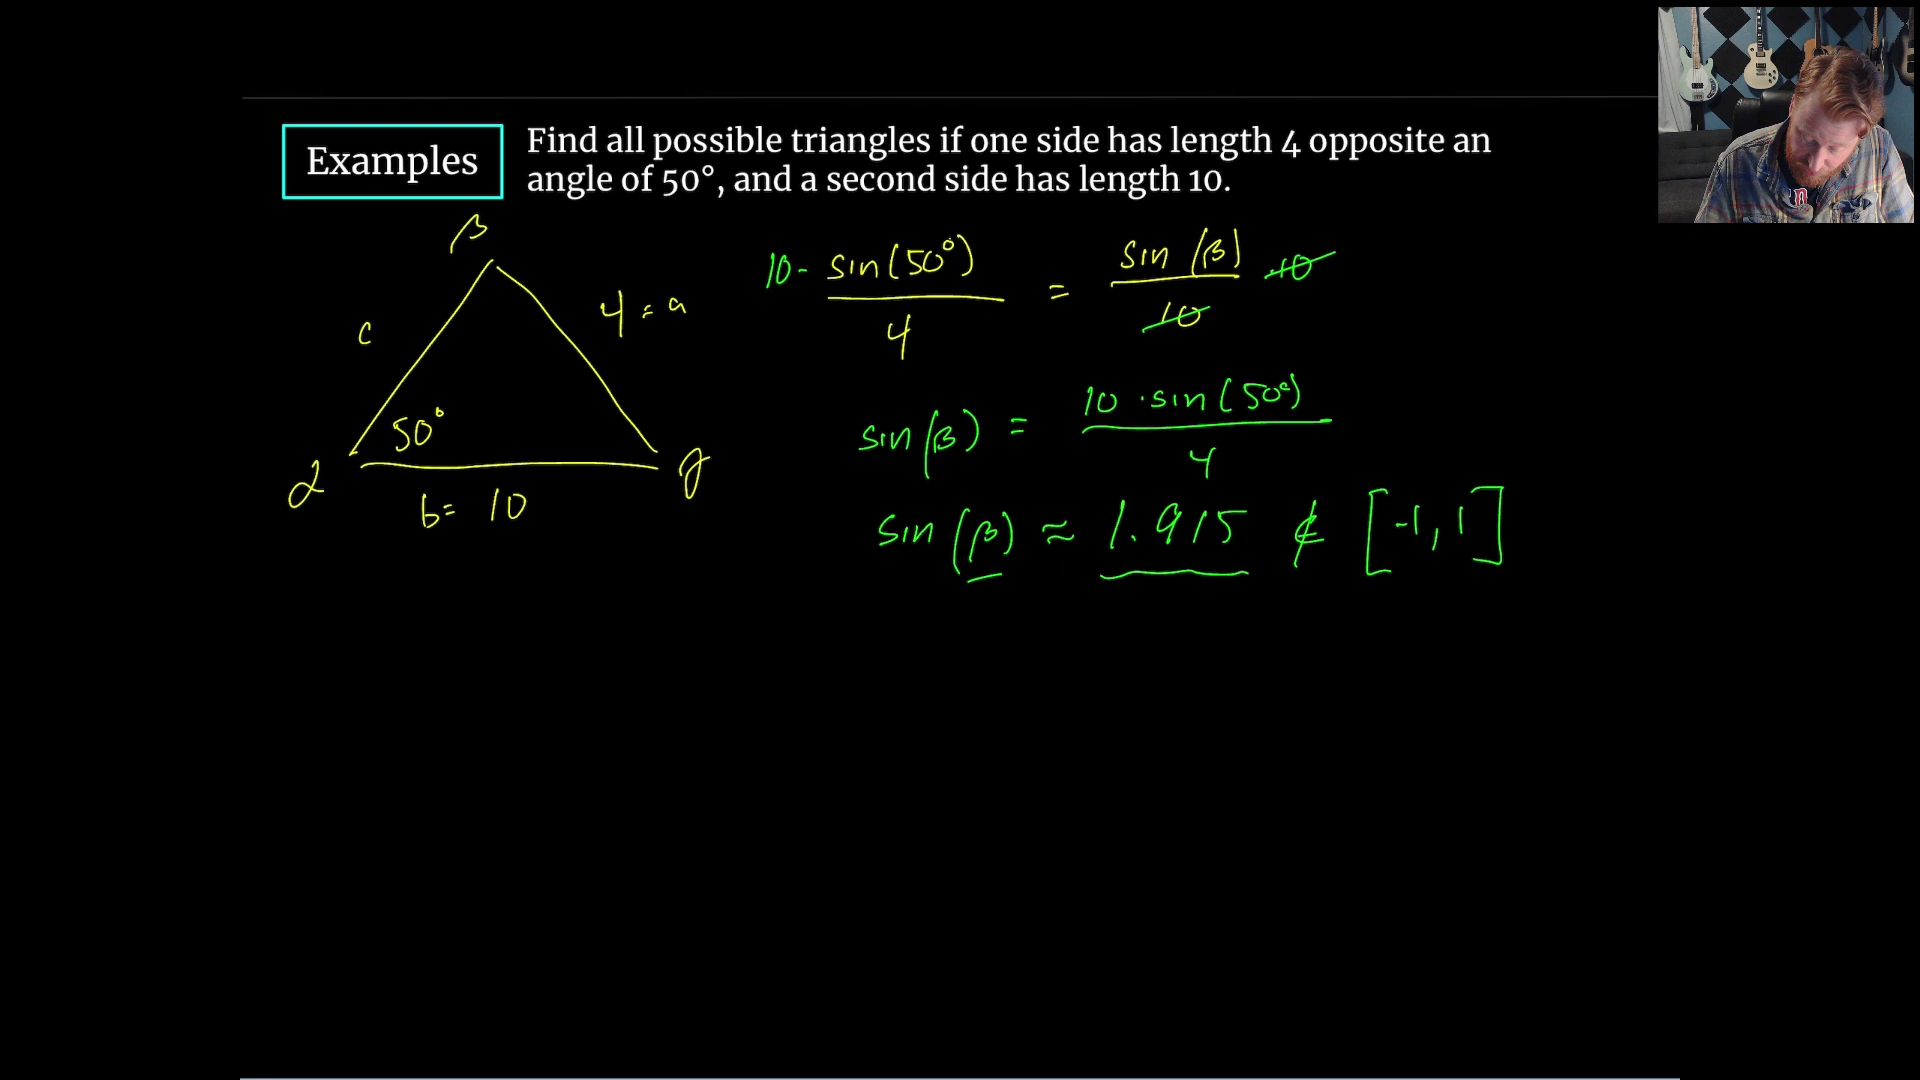 Examples
Find all possible triangles if one side has length 4 opposite an
angle of 50°, and a second side has length 10.
β
c
4 = a
50°
α
γ
b = 10
10 · sin(50°) / 4 = sin(β) / 10 · 10
sin(β) = 10 · sin(50°) / 4
sin(β) ≈ 1.915 ∉ [-1, 1]